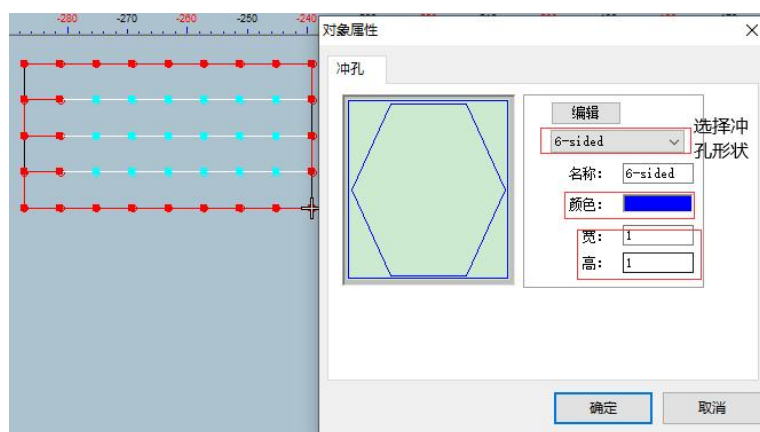 -280 -270 -260 -250 -240
对象属性
冲孔
编辑
6-sided
选择冲
孔形状
名称: 6-sided
颜色:
宽: 1
高: 1
确定 取消